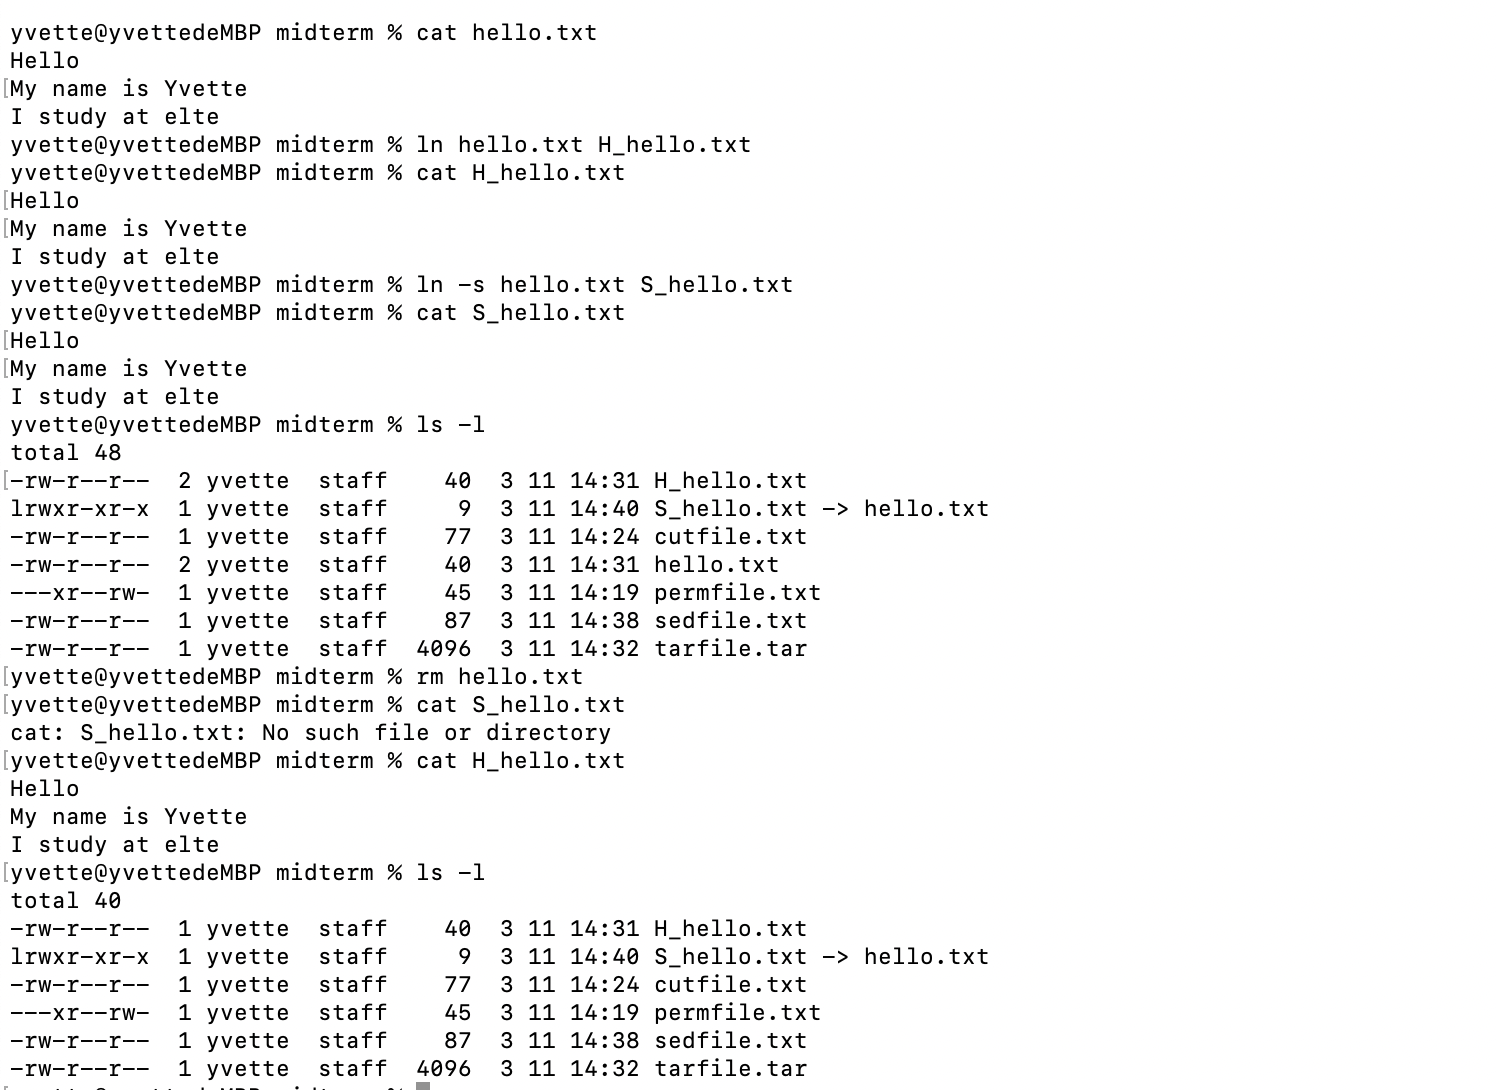 yvette@yvettedeMBP midterm % cat hello.txt
Hello
[My name is Yvette
I study at elte
yvette@yvettedeMBP midterm % ln hello.txt H_hello.txt
yvette@yvettedeMBP midterm % cat H_hello.txt
[Hello
[My name is Yvette
I study at elte
yvette@yvettedeMBP midterm % ln -s hello.txt S_hello.txt
yvette@yvettedeMBP midterm % cat S_hello.txt
[Hello
[My name is Yvette
I study at elte
yvette@yvettedeMBP midterm % ls -l
total 48
[-rw-r--r--  2 yvette  staff    40  3 11 14:31 H_hello.txt
lrwxr-xr-x  1 yvette  staff     9  3 11 14:40 S_hello.txt -> hello.txt
-rw-r--r--  1 yvette  staff    77  3 11 14:24 cutfile.txt
-rw-r--r--  2 yvette  staff    40  3 11 14:31 hello.txt
---xr--rw-  1 yvette  staff    45  3 11 14:19 permfile.txt
-rw-r--r--  1 yvette  staff    87  3 11 14:38 sedfile.txt
-rw-r--r--  1 yvette  staff  4096  3 11 14:32 tarfile.tar
[yvette@yvettedeMBP midterm % rm hello.txt
[yvette@yvettedeMBP midterm % cat S_hello.txt
cat: S_hello.txt: No such file or directory
[yvette@yvettedeMBP midterm % cat H_hello.txt
Hello
My name is Yvette
I study at elte
[yvette@yvettedeMBP midterm % ls -l
total 40
-rw-r--r--  1 yvette  staff    40  3 11 14:31 H_hello.txt
lrwxr-xr-x  1 yvette  staff     9  3 11 14:40 S_hello.txt -> hello.txt
-rw-r--r--  1 yvette  staff    77  3 11 14:24 cutfile.txt
---xr--rw-  1 yvette  staff    45  3 11 14:19 permfile.txt
-rw-r--r--  1 yvette  staff    87  3 11 14:38 sedfile.txt
-rw-r--r--  1 yvette  staff  4096  3 11 14:32 tarfile.tar